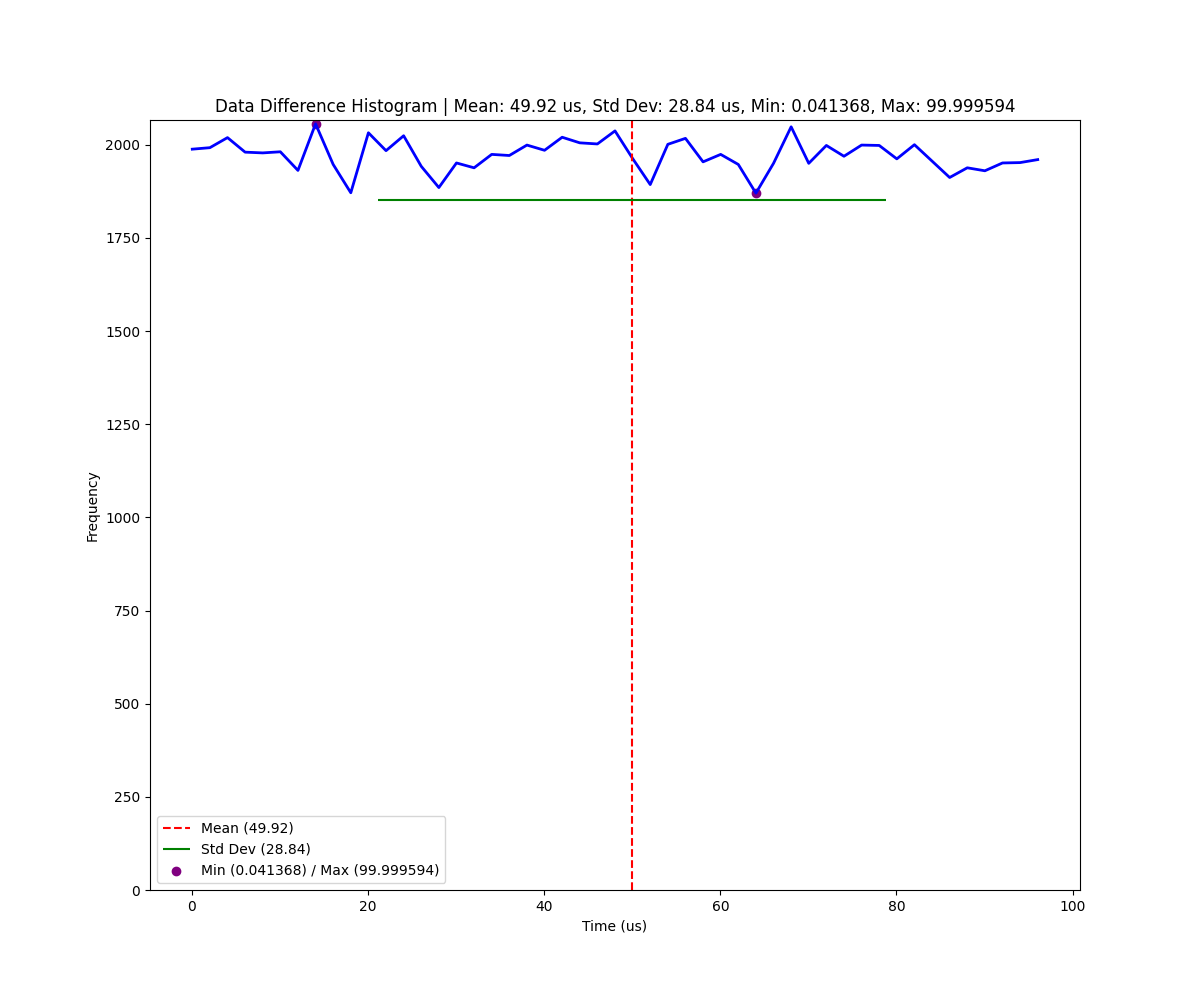 Data Difference Histogram | Mean: 49.92 us, Std Dev: 28.84 us, Min: 0.041368, Max: 99.999594
Frequency
2000
1750
1500
1250
1000
750
500
250
0
Mean (49.92)
Std Dev (28.84)
Min (0.041368) / Max (99.999594)
0 20 40 60 80 100
Time (us)